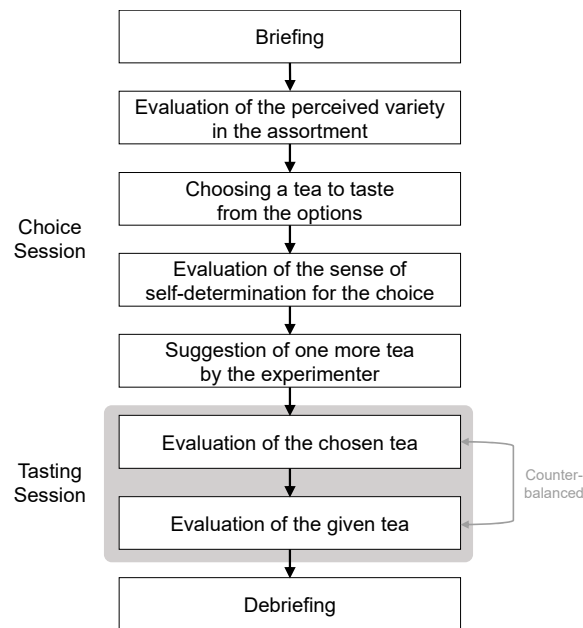 Briefing
Evaluation of the perceived variety
in the assortment
Choosing a tea to taste
from the options
Choice
Session
Evaluation of the sense of
self-determination for the choice
Suggestion of one more tea
by the experimenter
Tasting
Session
Evaluation of the chosen tea
Evaluation of the given tea
Counter-
balanced
Debriefing